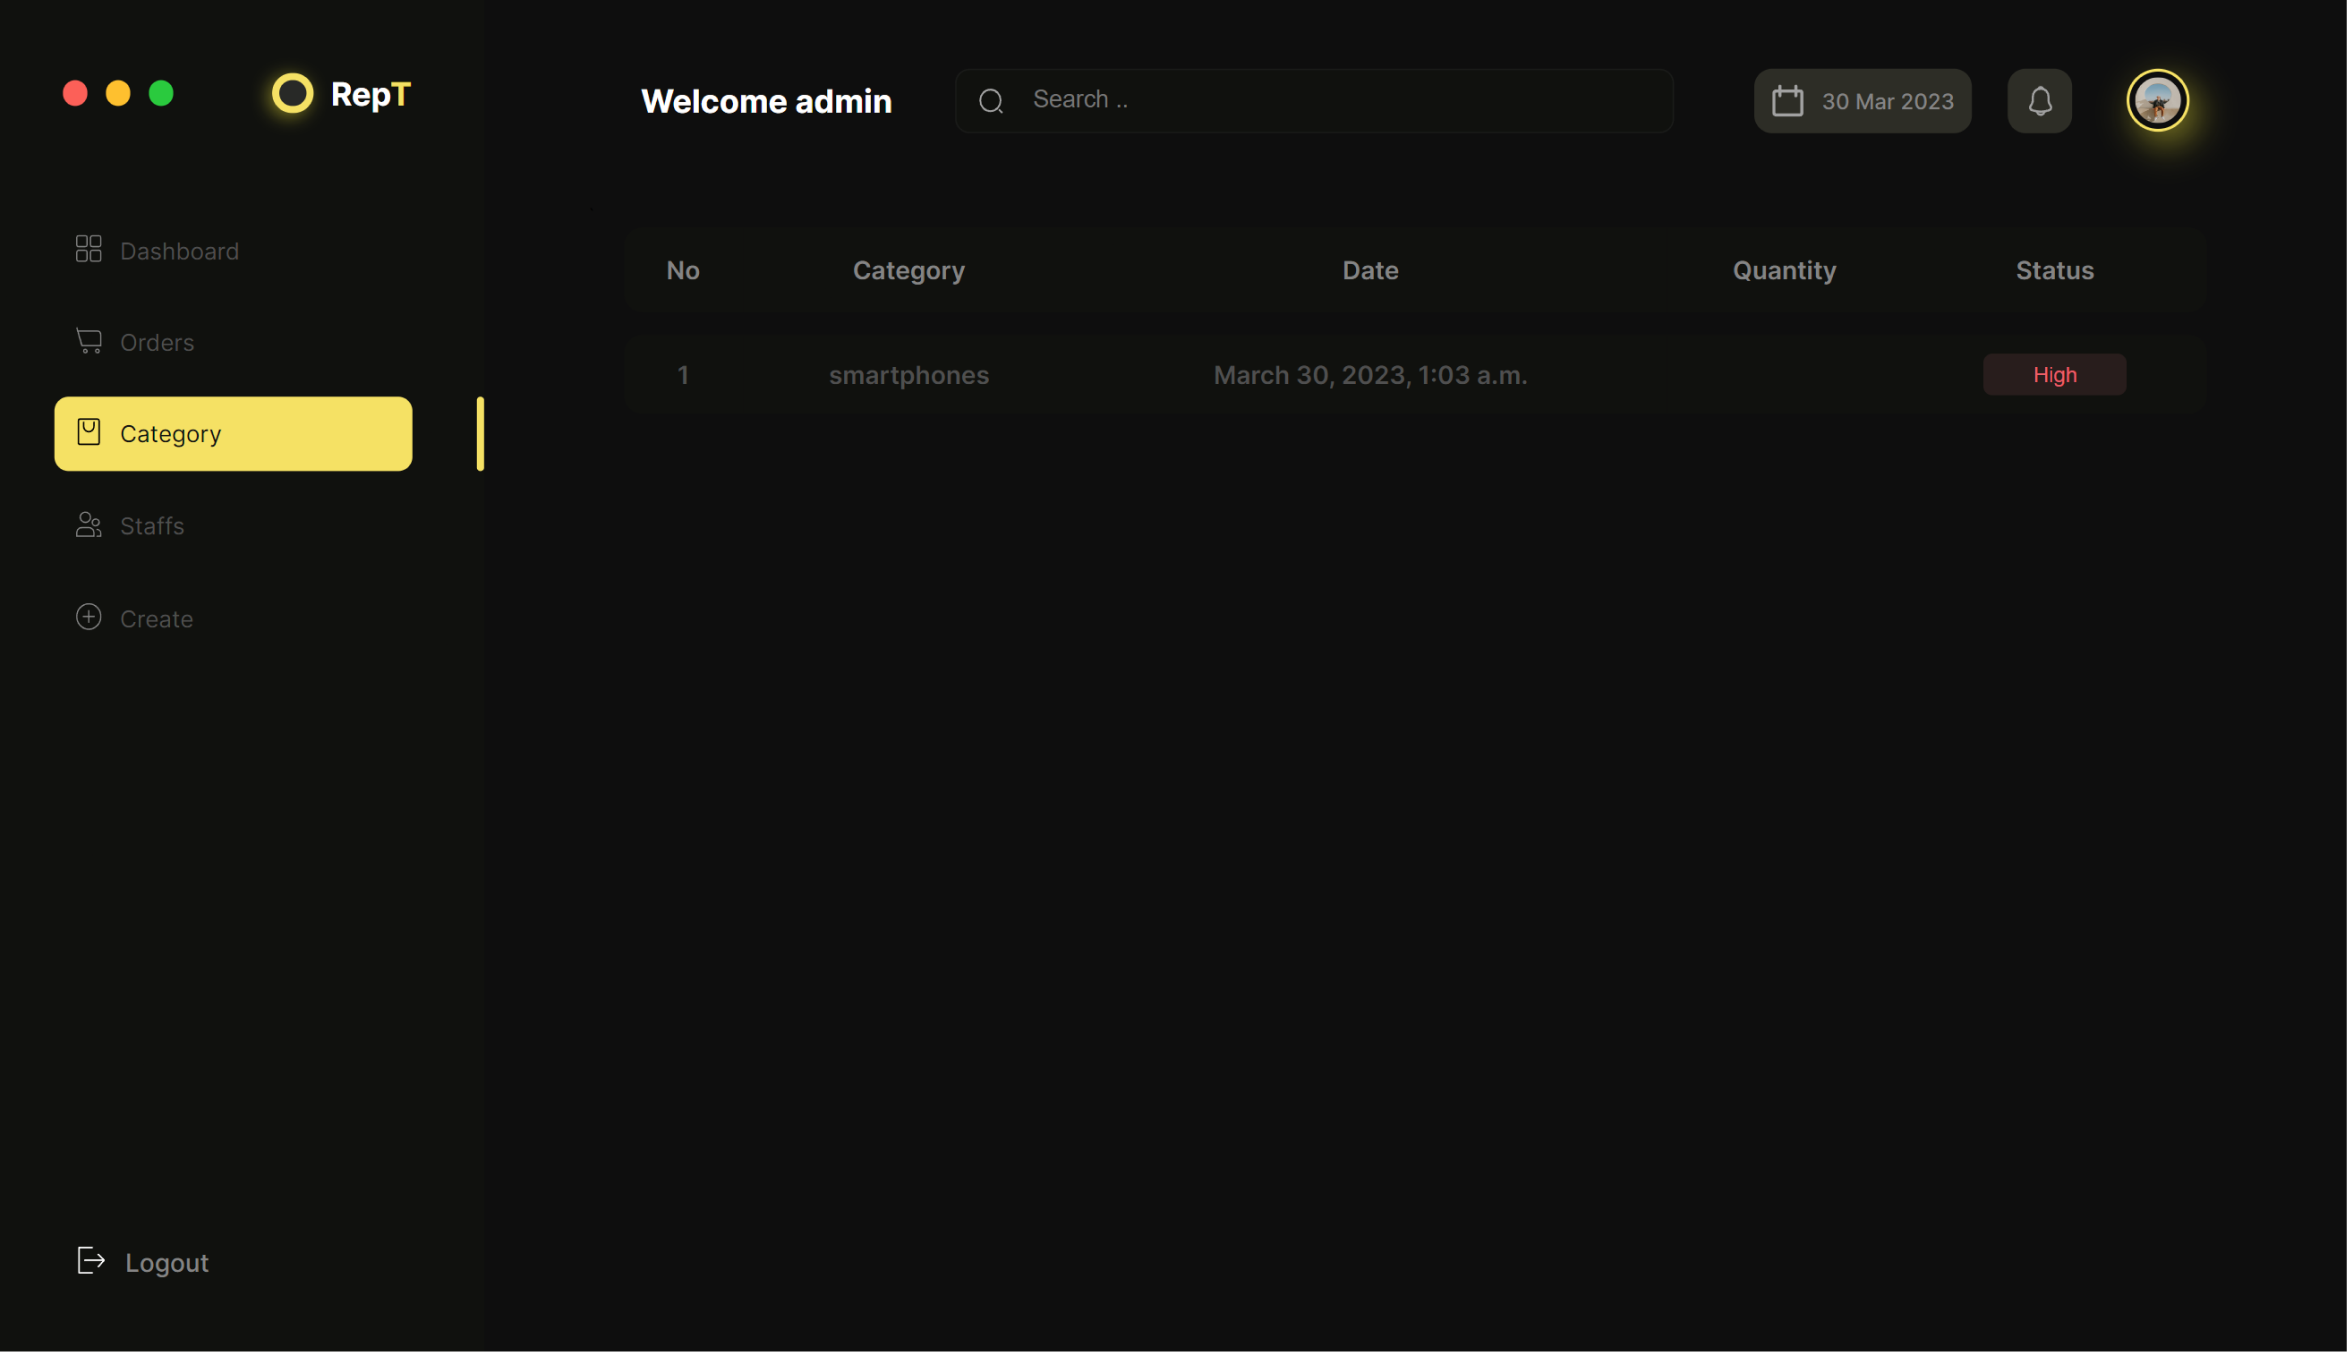 RepT
Welcome admin
Search ..
30 Mar 2023
Dashboard
Orders
Category
Staffs
Create
Logout
No Category Date Quantity Status
1 smartphones March 30, 2023, 1:03 a.m. High